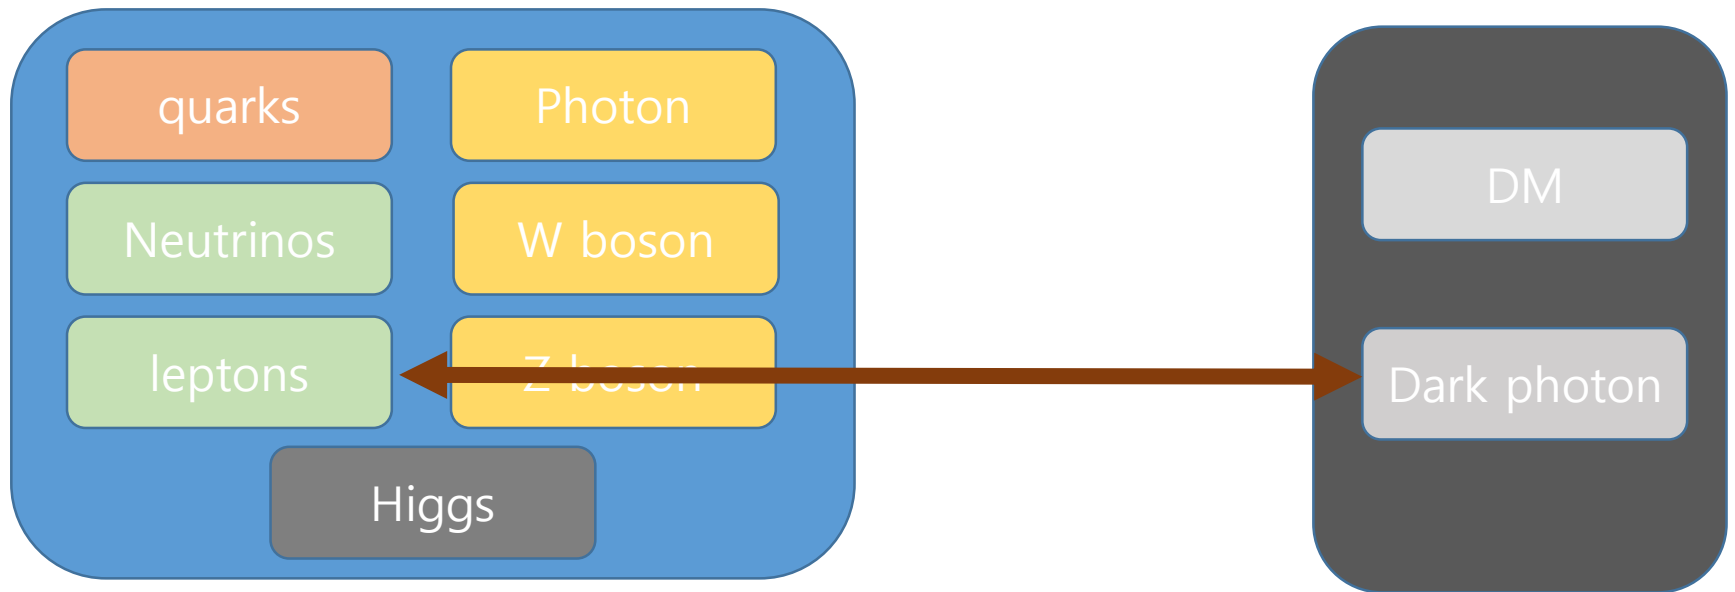 quarks
Photon
Neutrinos
W boson
leptons
Z boson
Higgs
DM
Dark photon